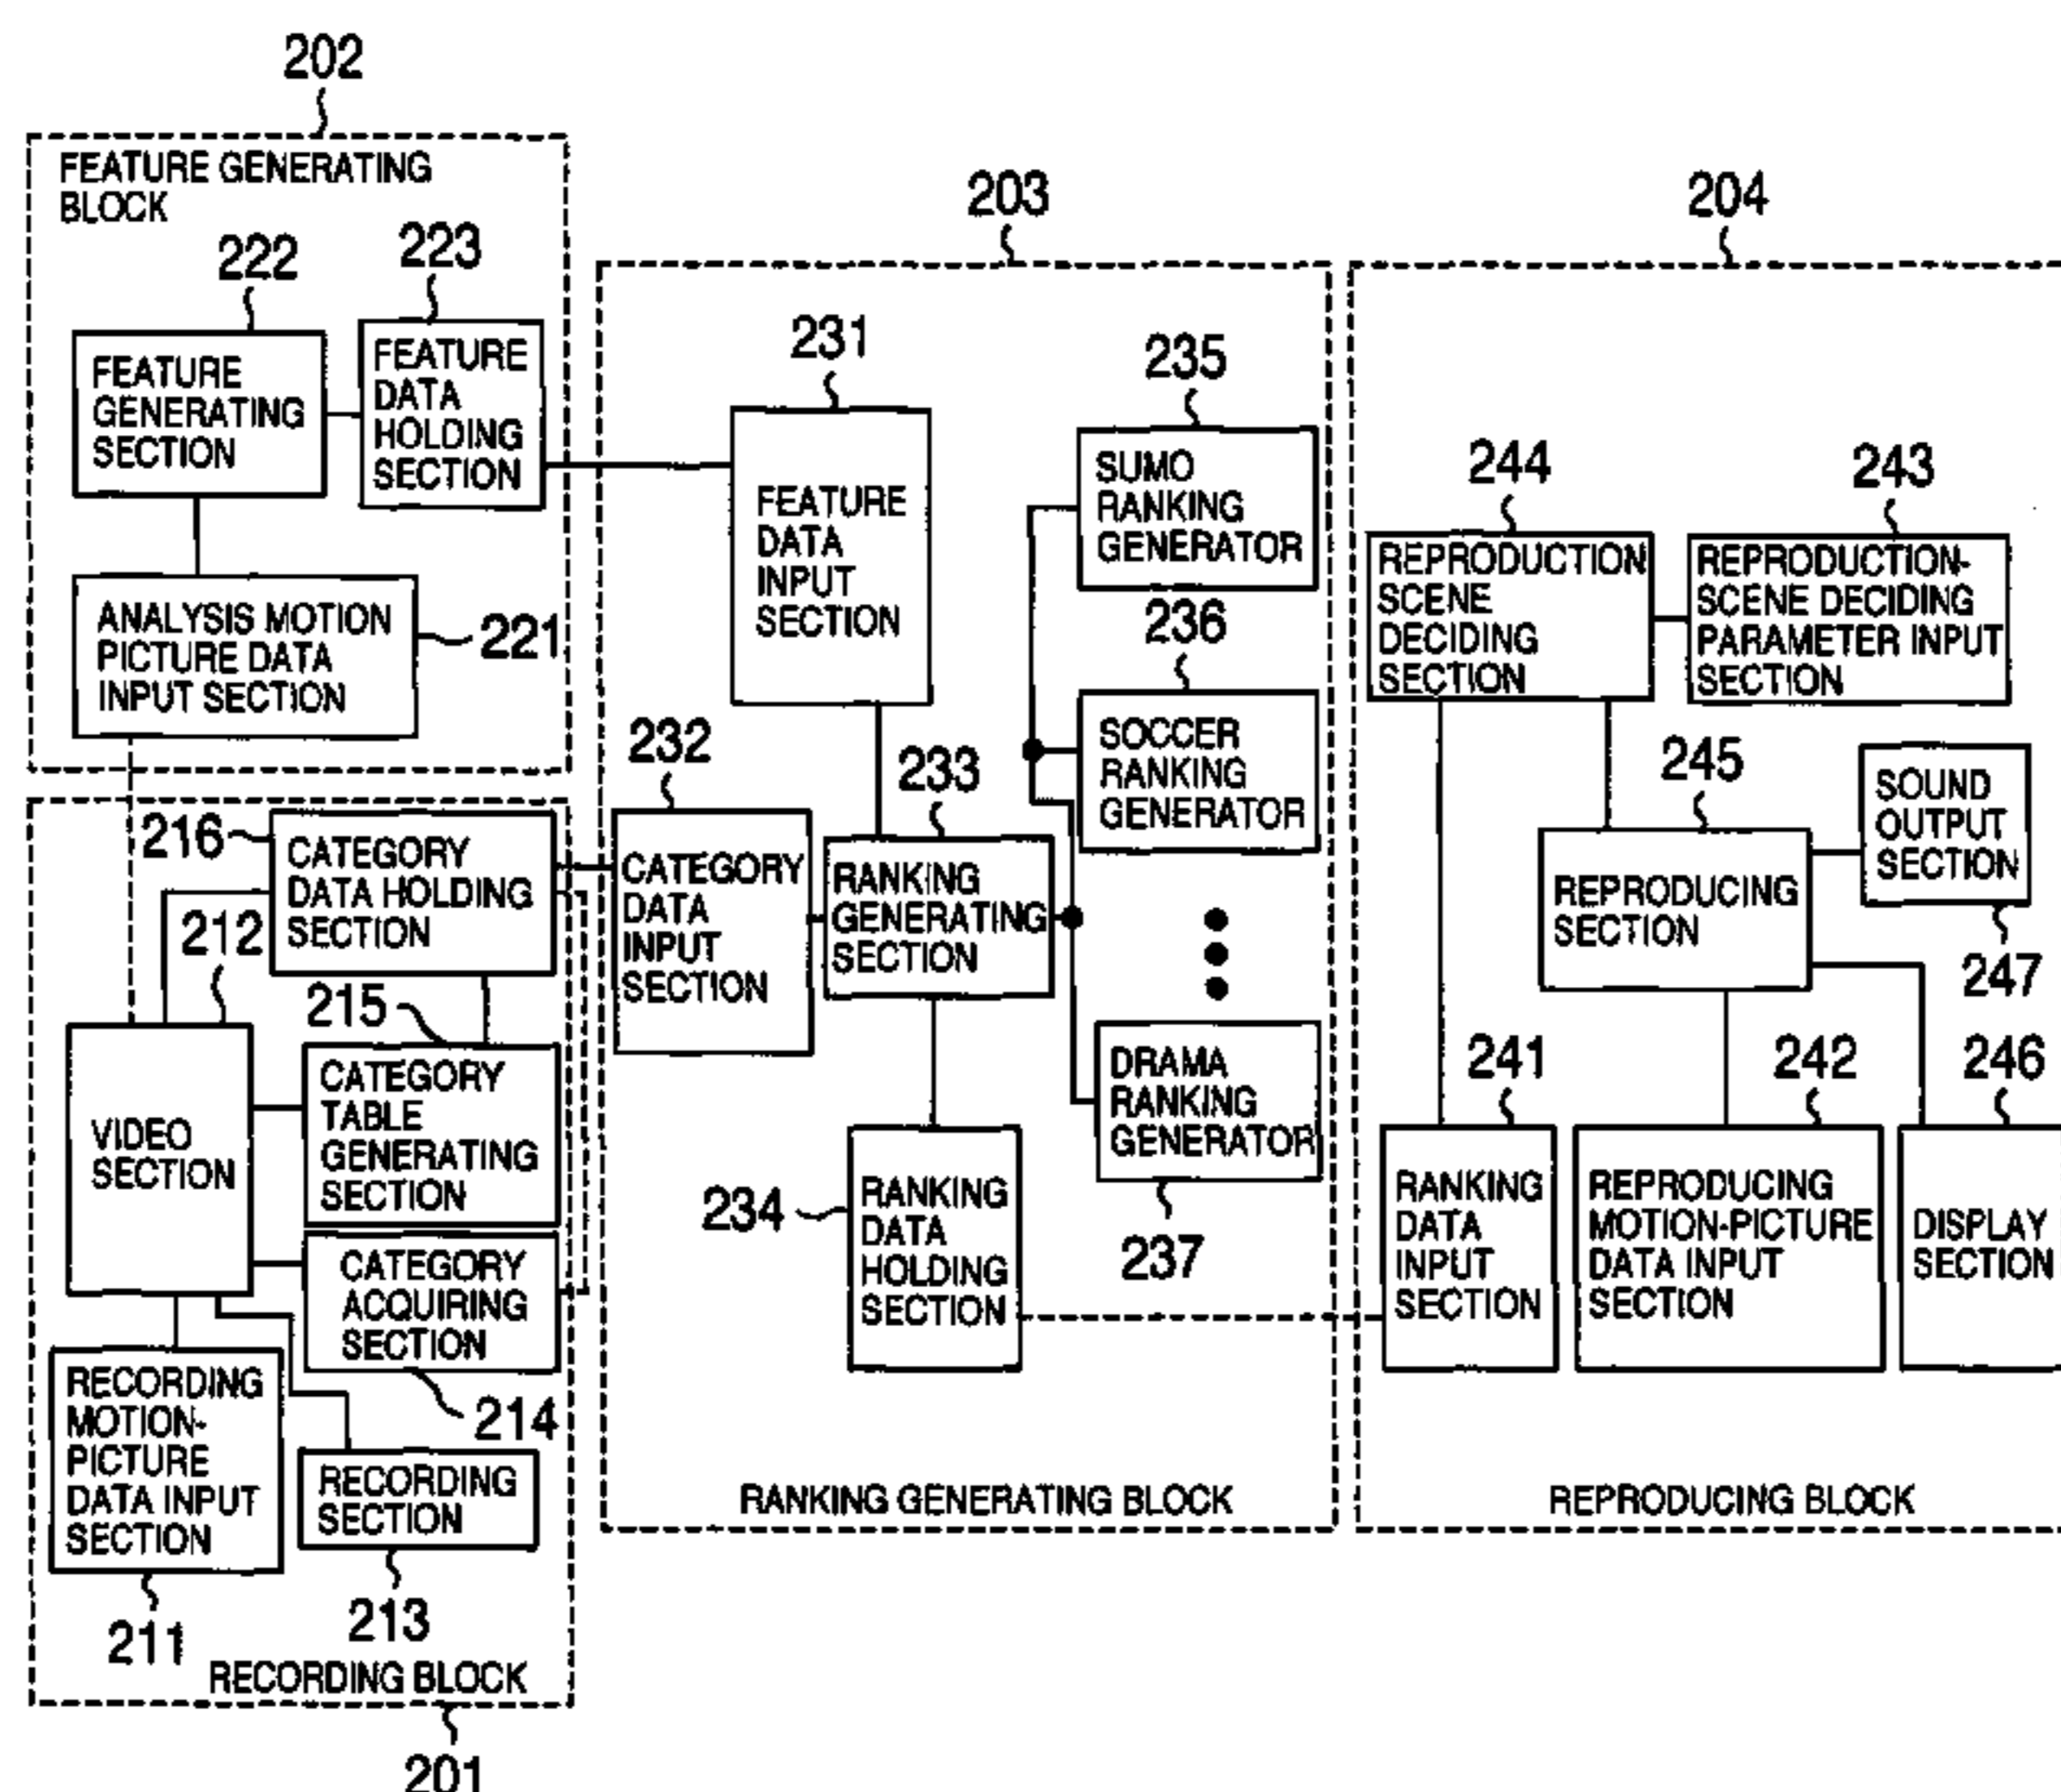 202
FEATURE GENERATING
BLOCK
222
223
FEATURE
GENERATING
SECTION
FEATURE
DATA
HOLDING
SECTION
ANALYSIS MOTION
PICTURE DATA
INPUT SECTION
221
216
CATEGORY
DATA HOLDING
SECTION
212
215
VIDEO
SECTION
CATEGORY
TABLE
GENERATING
SECTION
CATEGORY
ACQUIRING
SECTION
214
RECORDING
MOTION-
PICTURE
DATA INPUT
SECTION
RECORDING
SECTION
211
213
RECORDING BLOCK
201
203
231
FEATURE
DATA
INPUT
SECTION
235
SUMO
RANKING
GENERATOR
236
SOCCER
RANKING
GENERATOR
232
CATEGORY
DATA
INPUT
SECTION
233
RANKING
GENERATING
SECTION
DRAMA
RANKING
GENERATOR
237
234
RANKING
DATA
HOLDING
SECTION
RANKING GENERATING BLOCK
204
244
243
REPRODUCTION
SCENE
DECIDING
SECTION
REPRODUCTION-
SCENE DECIDING
PARAMETER INPUT
SECTION
245
REPRODUCING
SECTION
SOUND
OUTPUT
SECTION
247
241
242
246
RANKING
DATA
INPUT
SECTION
REPRODUCING
MOTION-PICTURE
DATA INPUT
SECTION
DISPLAY
SECTION
REPRODUCING BLOCK